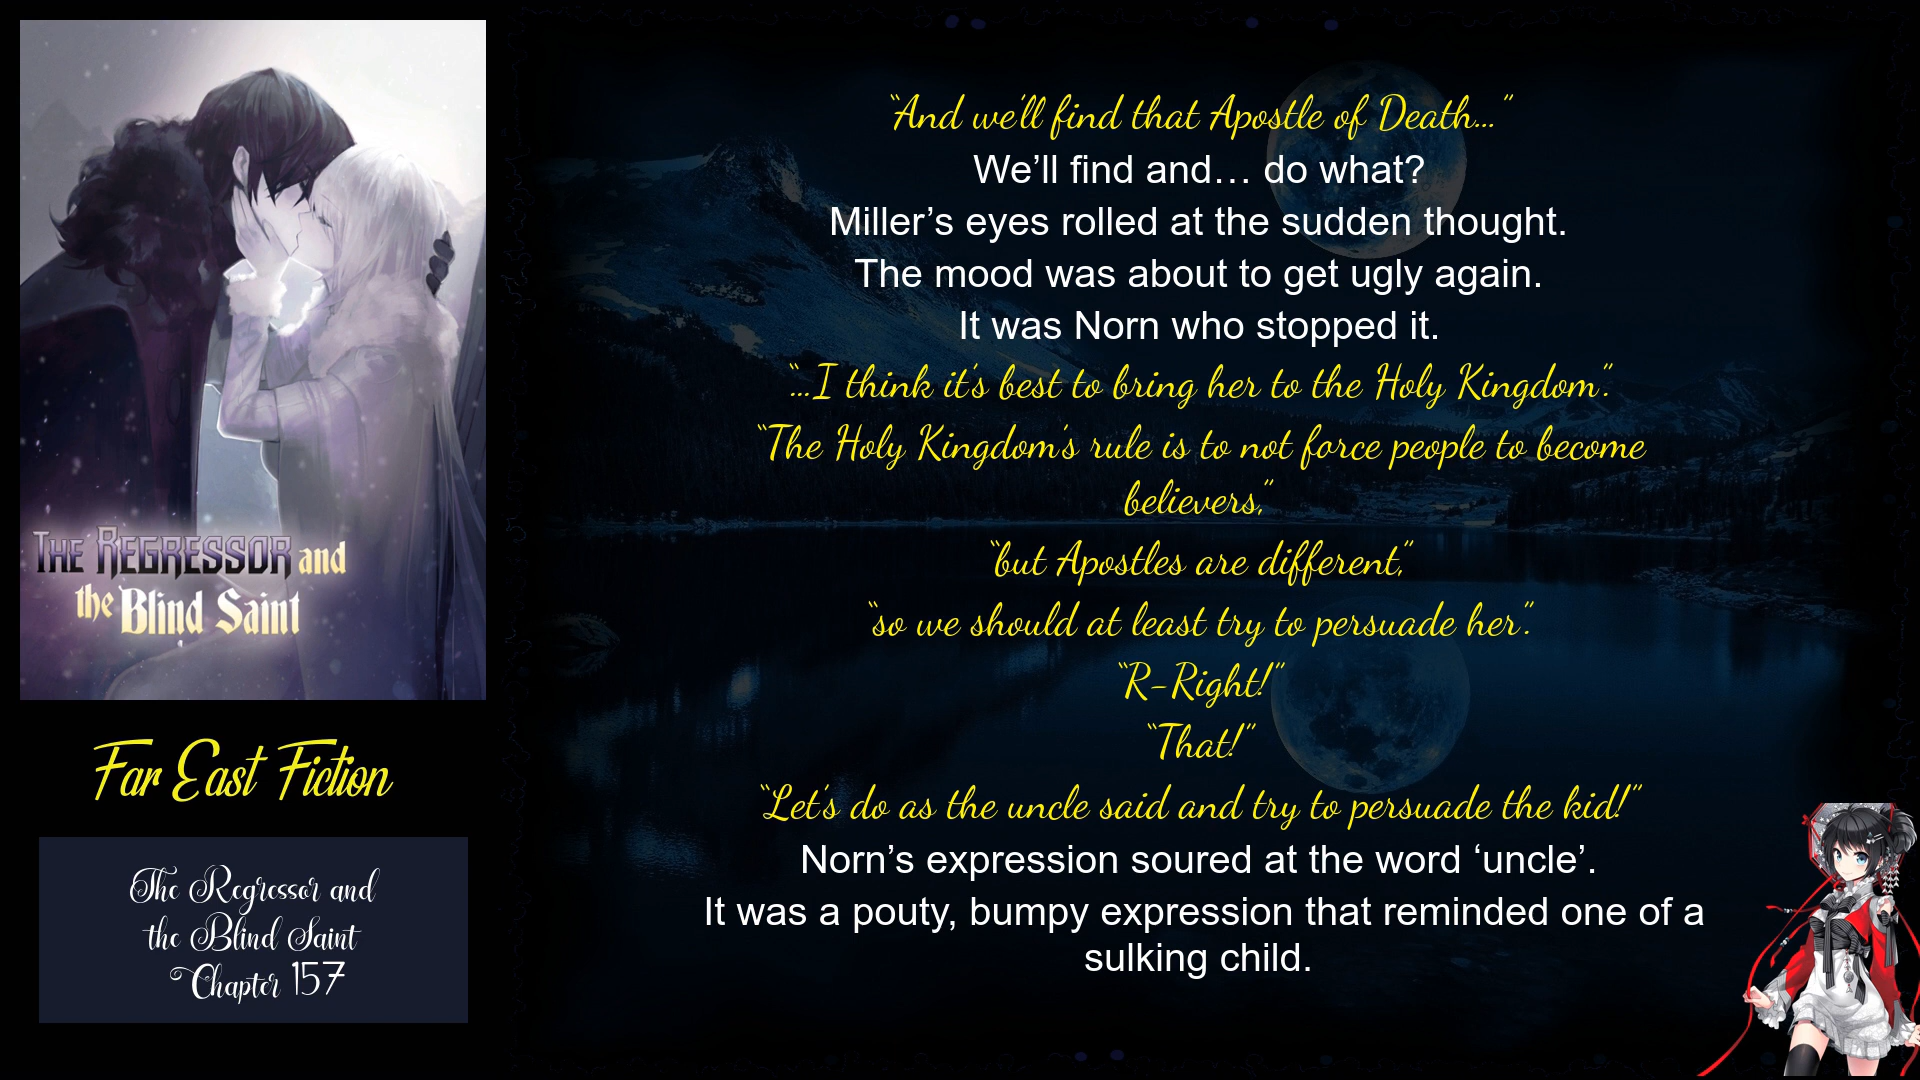 THE REGRESSOR and
the Blind Saint
Far East Fiction
The Regressor and
the Blind Saint
Chapter 157
“And we’ll find that Apostle of Death…”
We’ll find and… do what?
Miller’s eyes rolled at the sudden thought.
The mood was about to get ugly again.
It was Norn who stopped it.
“…I think it’s best to bring her to the Holy Kingdom”.
“The Holy Kingdom’s rule is to not force people to become
believers,”
“but Apostles are different,”
“so we should at least try to persuade her”.
“R-Right!”
“That!”
“Let’s do as the uncle said and try to persuade the kid!”
Norn’s expression soured at the word ‘uncle’.
It was a pouty, bumpy expression that reminded one of a
sulking child.